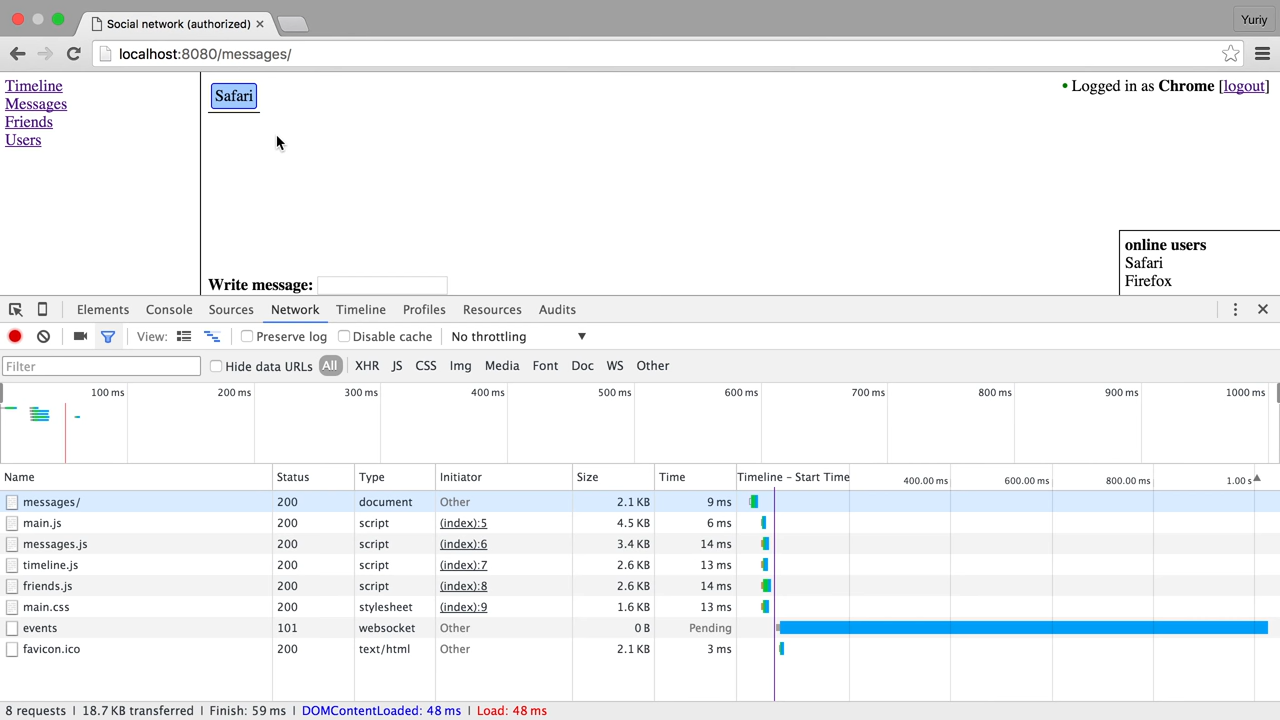 Social network (authorized)
Yuriy
localhost:8080/messages/
Timeline
Messages
Friends
Users
Safari
• Logged in as Chrome [logout]
online users
Safari
Firefox
Write message:
Elements Console Sources Network Timeline Profiles Resources Audits
View: Preserve log Disable cache No throttling
Filter Hide data URLs All XHR JS CSS Img Media Font Doc WS Other
100 ms 200 ms 300 ms 400 ms 500 ms 600 ms 700 ms 800 ms 900 ms 1000 ms
Name Status Type Initiator Size Time Timeline – Start Time 400.00 ms 600.00 ms 800.00 ms 1.00 s
messages/ 200 document Other 2.1 KB 9 ms
main.js 200 script (index):5 4.5 KB 6 ms
messages.js 200 script (index):6 3.4 KB 14 ms
timeline.js 200 script (index):7 2.6 KB 13 ms
friends.js 200 script (index):8 2.6 KB 14 ms
main.css 200 stylesheet (index):9 1.6 KB 13 ms
events 101 websocket Other 0 B Pending
favicon.ico 200 text/html Other 2.1 KB 3 ms
8 requests | 18.7 KB transferred | Finish: 59 ms | DOMContentLoaded: 48 ms | Load: 48 ms